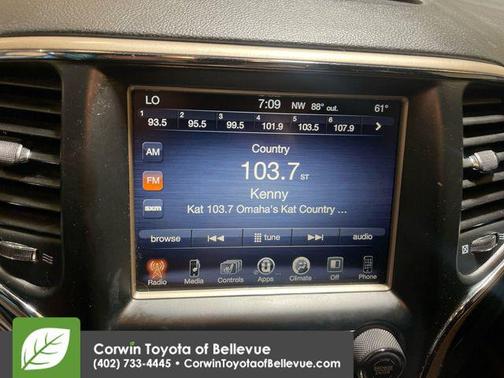 LO 7:09 NW 88° out. 61°
1 93.5 2 95.5 3 99.5 4 101.9 5 103.5 6 107.9
AM
Country
103.7 ST
FM
Kenny
sxm
Kat 103.7 Omaha's Kat Country ...
browse tune audio
Radio Media Controls Apps Climate Off Phone
BROWSE
ENTER
Corwin Toyota of Bellevue
(402) 733-4445 • CorwinToyotaofBellevue.com